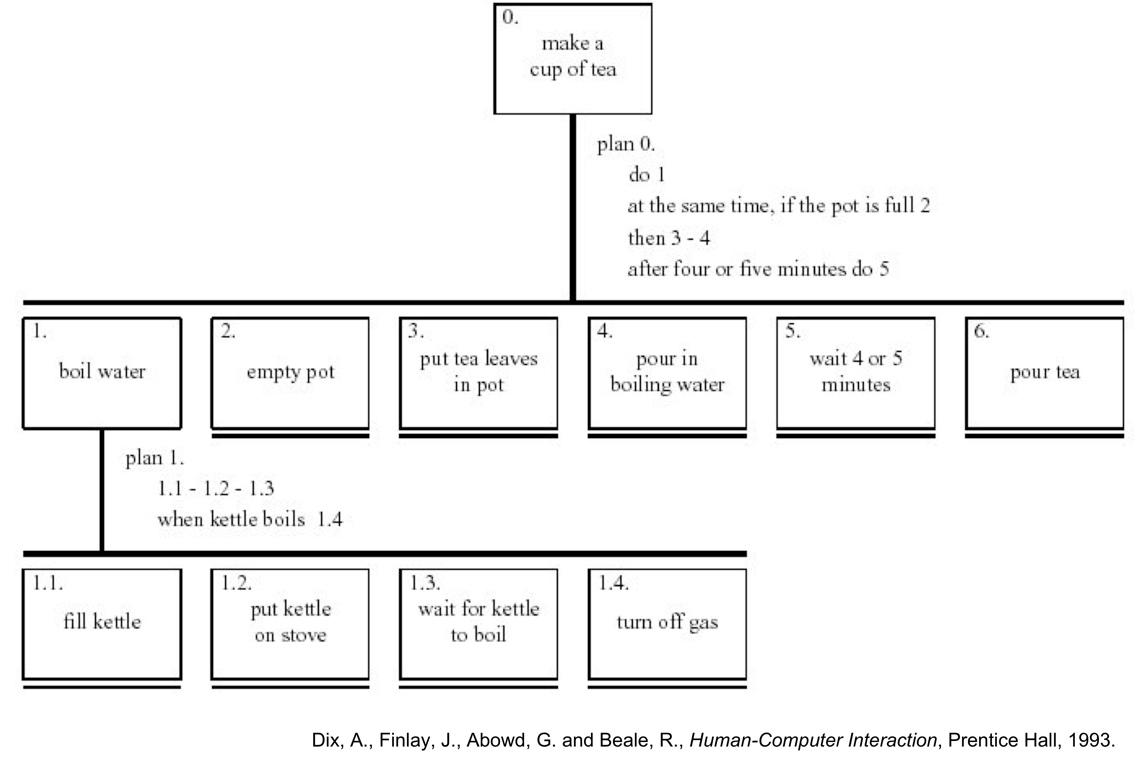 0.
make a
cup of tea
plan 0.
do 1
at the same time, if the pot is full 2
then 3 - 4
after four or five minutes do 5
1.
boil water
2.
empty pot
3.
put tea leaves
in pot
4.
pour in
boiling water
5.
wait 4 or 5
minutes
6.
pour tea
plan 1.
1.1 - 1.2 - 1.3
when kettle boils 1.4
1.1.
fill kettle
1.2.
put kettle
on stove
1.3.
wait for kettle
to boil
1.4.
turn off gas
Dix, A., Finlay, J., Abowd, G. and Beale, R., Human-Computer Interaction, Prentice Hall, 1993.